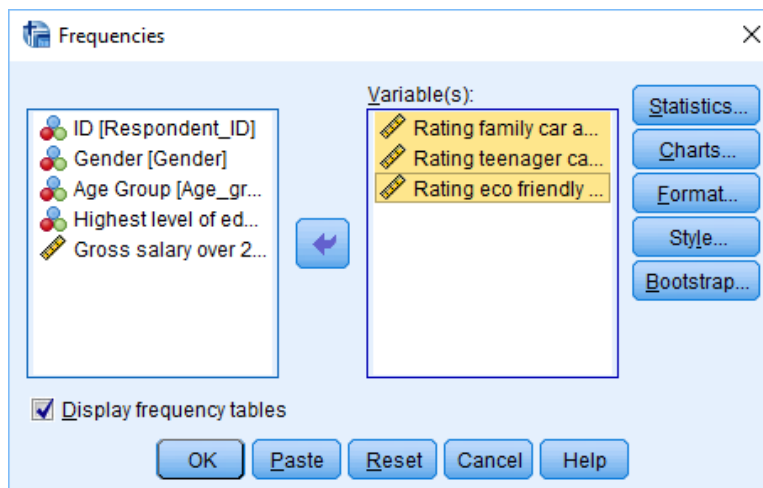 Frequencies
Variable(s):
ID [Respondent_ID]
Gender [Gender]
Age Group [Age_gr...
Highest level of ed...
Gross salary over 2...
Rating family car a...
Rating teenager ca...
Rating eco friendly ...
Statistics...
Charts...
Format...
Style...
Bootstrap...
Display frequency tables
OK Paste Reset Cancel Help